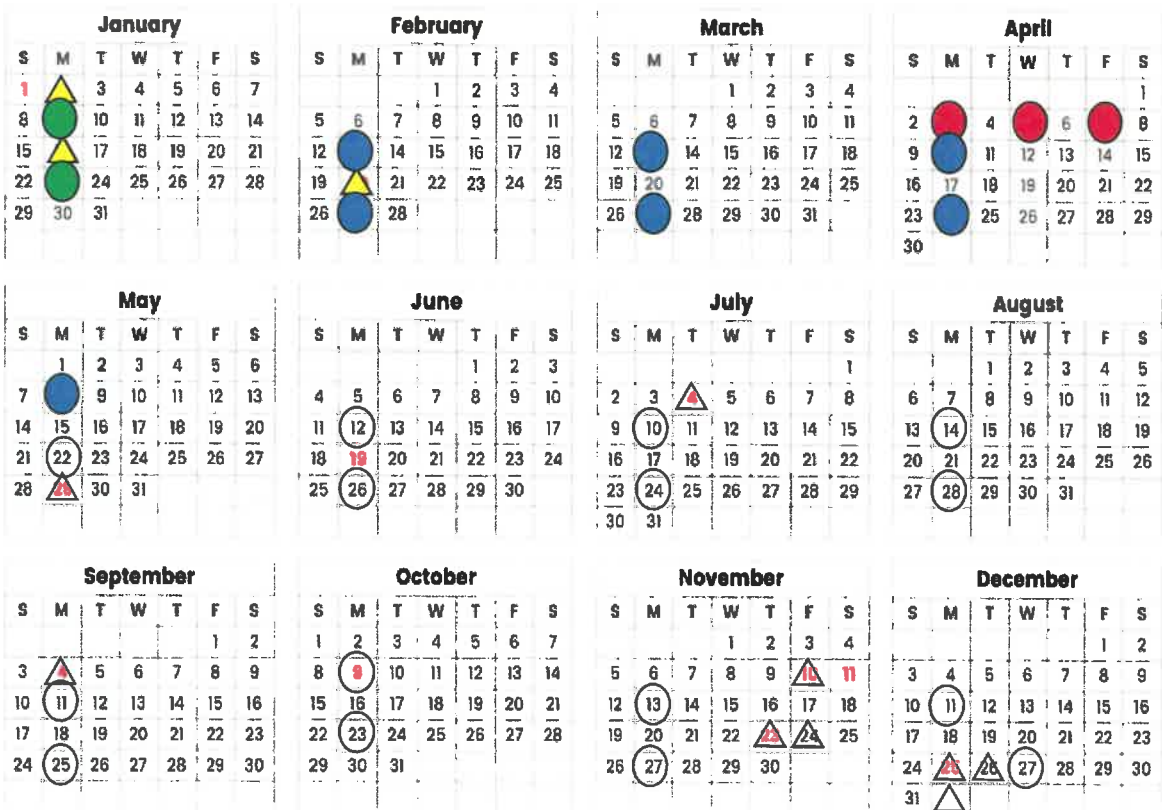 January
S M T W T F S
1 3 4 5 6 7
8 10 11 12 13 14
15 17 18 19 20 21
22 24 25 26 27 28
29 30 31
February
S M T W T F S
1 2 3 4
5 6 7 8 9 10 11
12 14 15 16 17 18
19 21 22 23 24 25
26 28
March
S M T W T F S
1 2 3 4
5 6 7 8 9 10 11
12 14 15 16 17 18
19 20 21 22 23 24 25
26 28 29 30 31
April
S M T W T F S
1
2 4 6 8
9 11 12 13 14 15
16 17 18 19 20 21 22
23 25 26 27 28 29
30
May
S M T W T F S
1 2 3 4 5 6
7 9 10 11 12 13
14 15 16 17 18 19 20
21 22 23 24 25 26 27
28 30 31
June
S M T W T F S
1 2 3
4 5 6 7 8 9 10
11 12 13 14 15 16 17
18 19 20 21 22 23 24
25 26 27 28 29 30
July
S M T W T F S
1
2 3 4 5 6 7 8
9 10 11 12 13 14 15
16 17 18 19 20 21 22
23 24 25 26 27 28 29
30 31
August
S M T W T F S
1 2 3 4 5
6 7 8 9 10 11 12
13 14 15 16 17 18 19
20 21 22 23 24 25 26
27 28 29 30 31
September
S M T W T F S
1 2
3 4 5 6 7 8 9
10 11 12 13 14 15 16
17 18 19 20 21 22 23
24 25 26 27 28 29 30
October
S M T W T F S
1 2 3 4 5 6 7
8 9 10 11 12 13 14
15 16 17 18 19 20 21
22 23 24 25 26 27 28
29 30 31
November
S M T W T F S
1 2 3 4
5 6 7 8 9 10 11
12 13 14 15 16 17 18
19 20 21 22 23 24 25
26 27 28 29 30
December
S M T W T F S
1 2
3 4 5 6 7 8 9
10 11 12 13 14 15 16
17 18 19 20 21 22 23
24 25 26 27 28 29 30
31